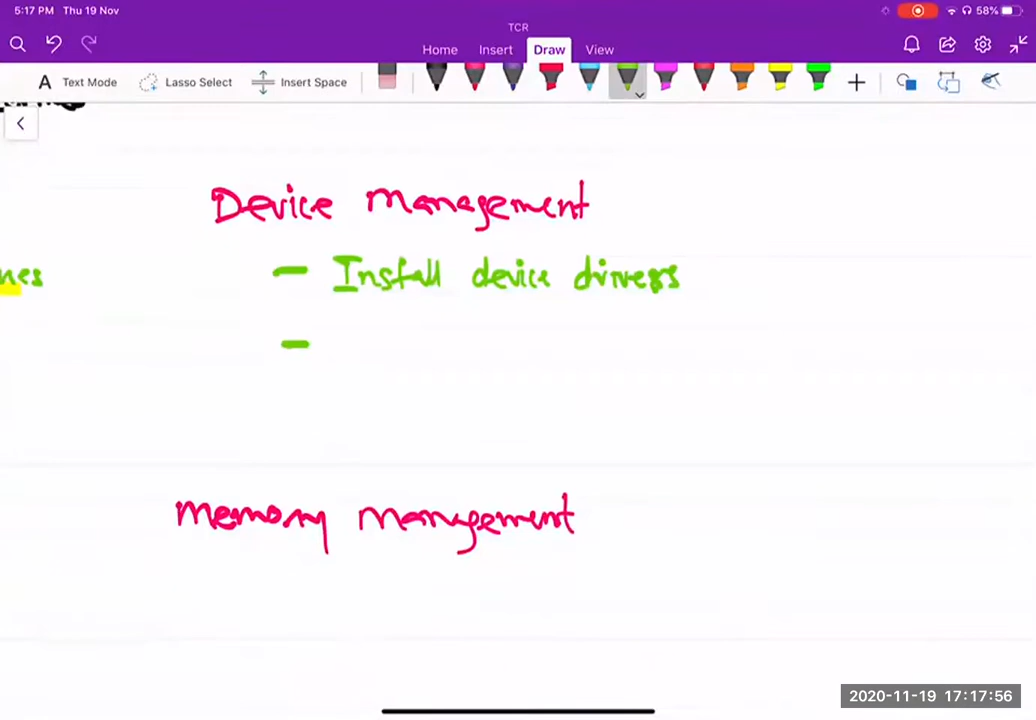 5:17 PM Thu 19 Nov
58%
TCR
Home Insert Draw View
A Text Mode Lasso Select Insert Space
Device Management
nes
- Install device drivers
-
Memory Management
2020-11-19 17:17:56